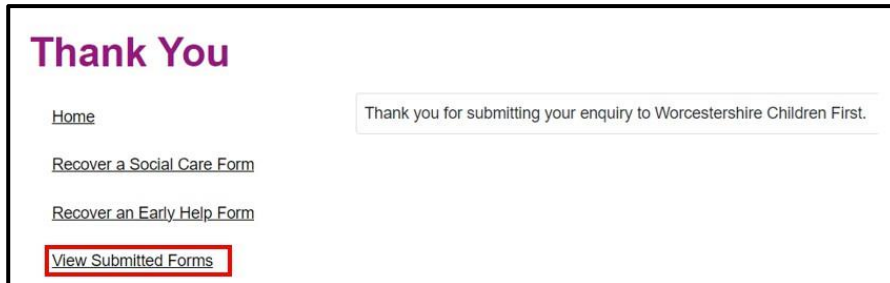 Thank You
Home
Thank you for submitting your enquiry to Worcestershire Children First.
Recover a Social Care Form
Recover an Early Help Form
View Submitted Forms